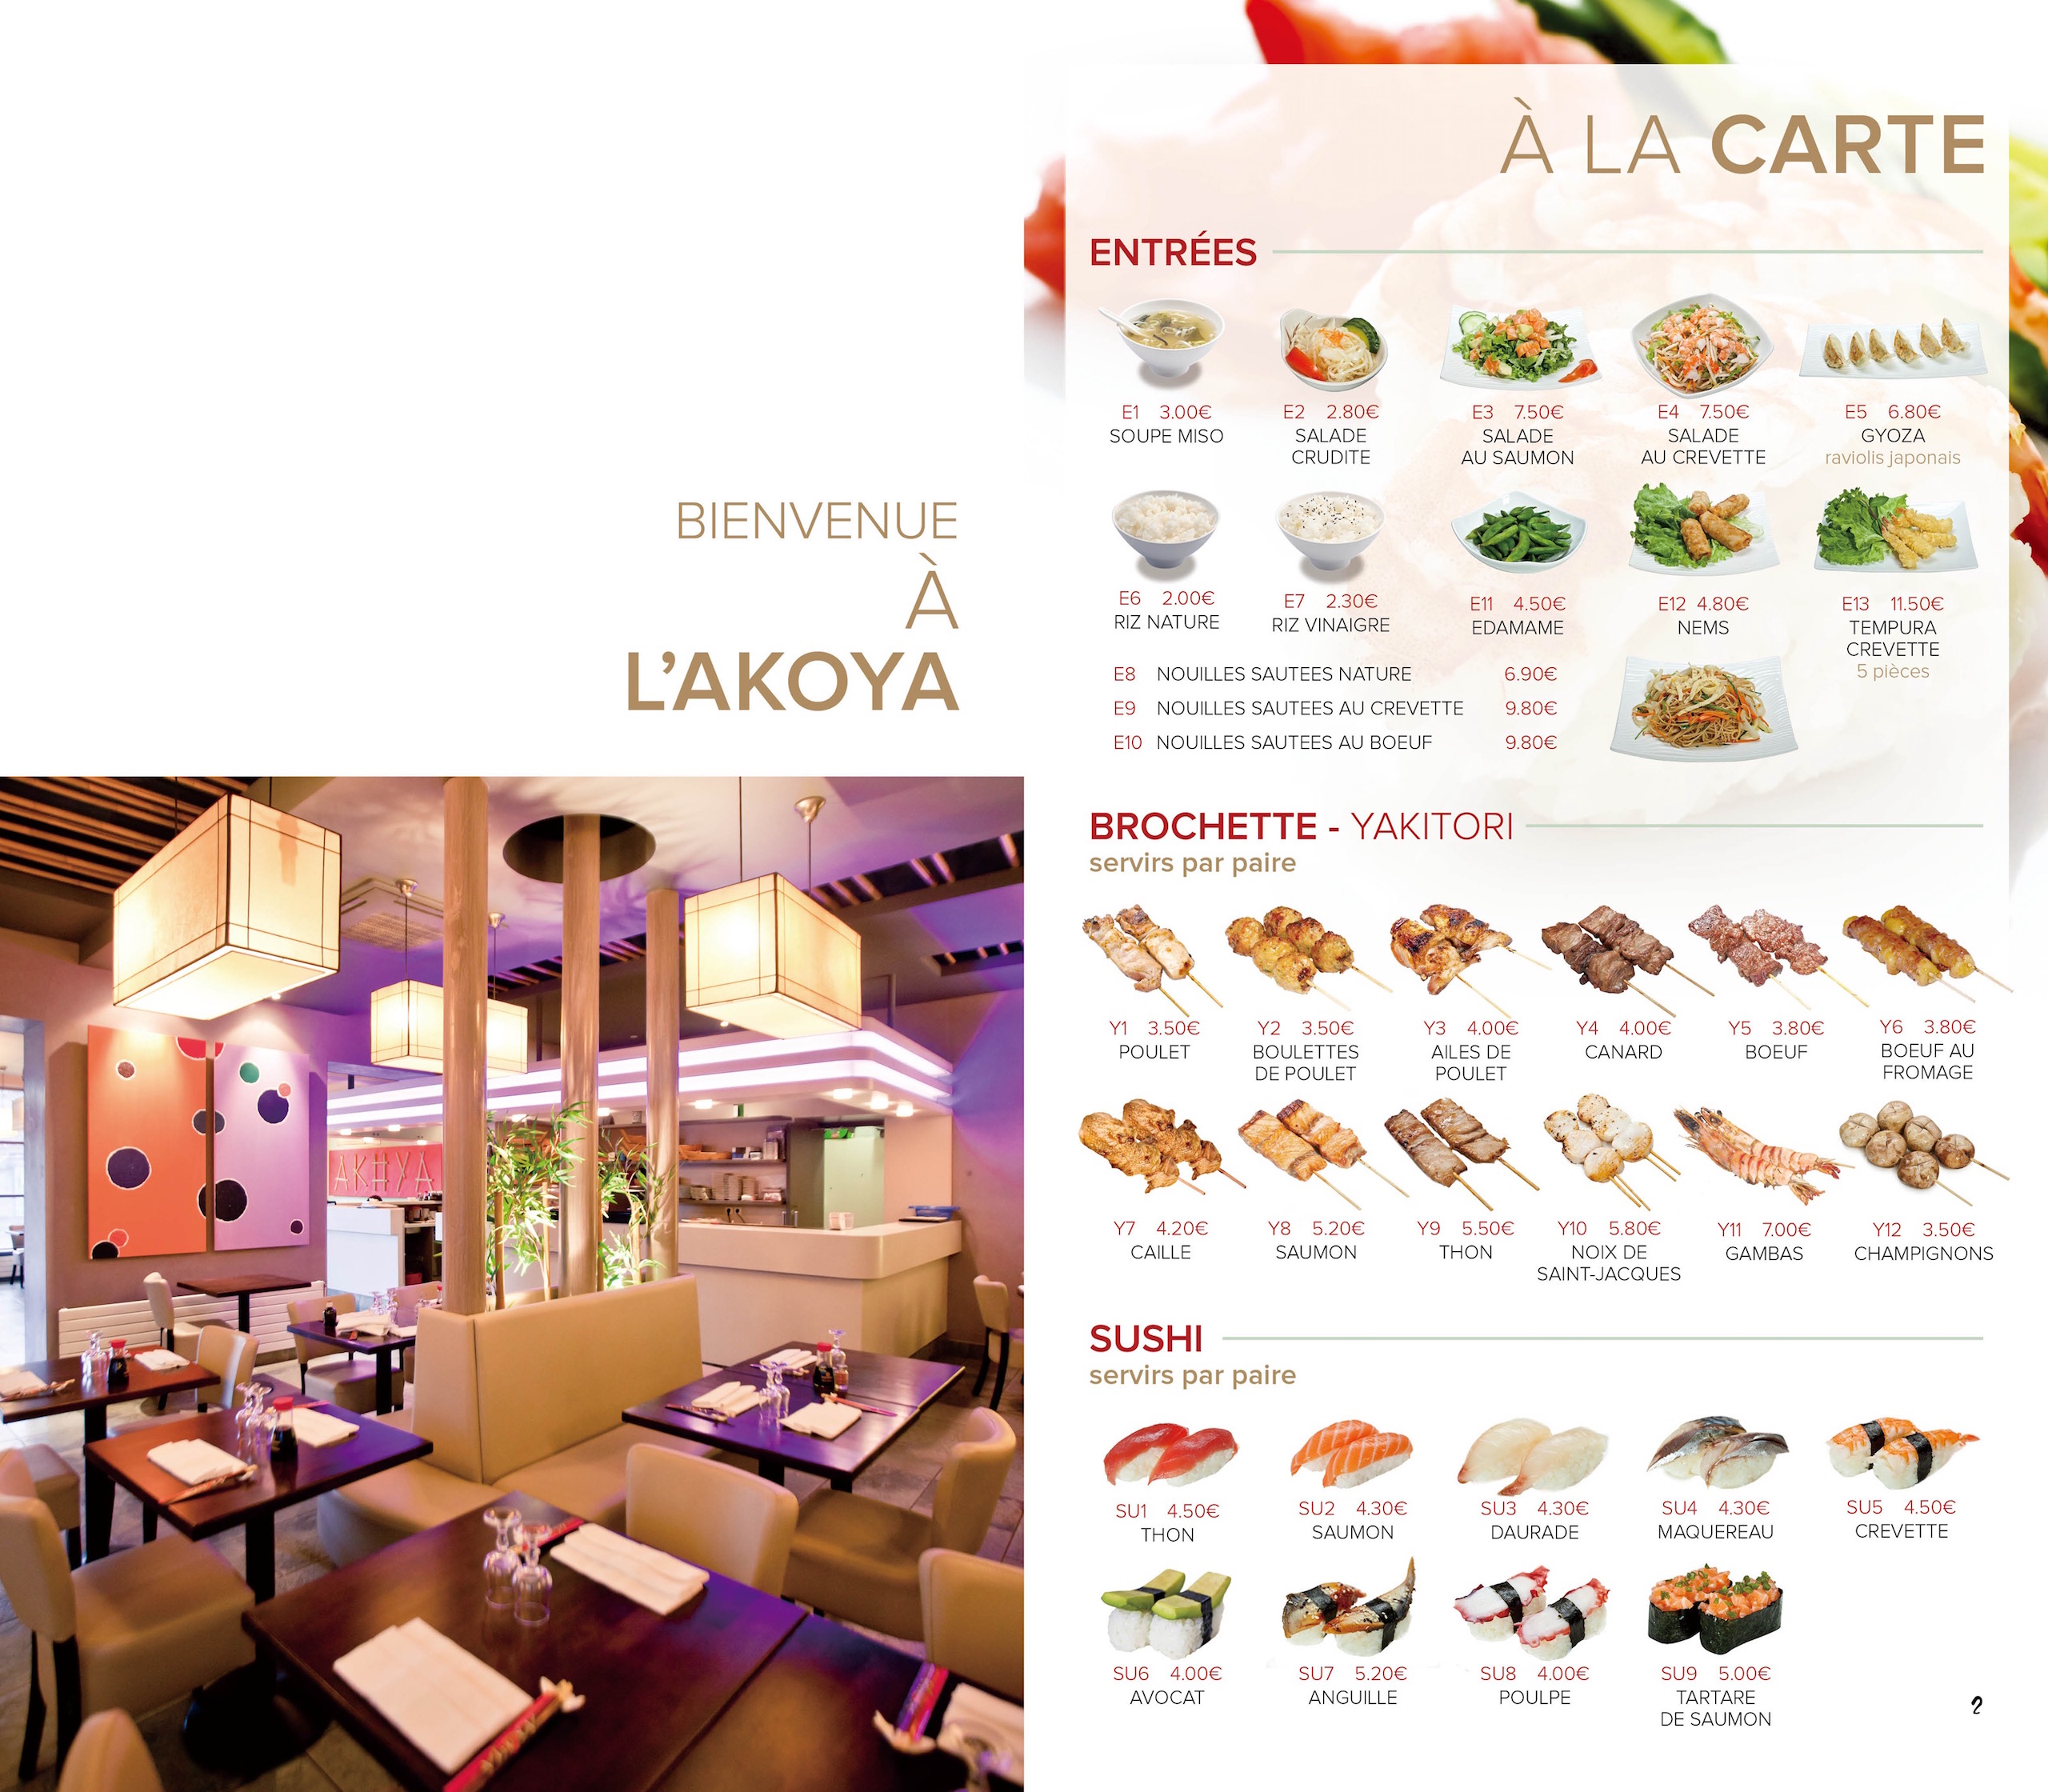 BIENVENUE
À
L'AKOYA
AKOYA
À LA CARTE
ENTRÉES
E1 3.00€
SOUPE MISO
E2 2.80€
SALADE
CRUDITE
E3 7.50€
SALADE
AU SAUMON
E4 7.50€
SALADE
AU CREVETTE
E5 6.80€
GYOZA
raviolis japonais
E6 2.00€
RIZ NATURE
E7 2.30€
RIZ VINAIGRE
E11 4.50€
EDAMAME
E12 4.80€
NEMS
E13 11.50€
TEMPURA
CREVETTE
5 pièces
E8 NOUILLES SAUTEES NATURE 6.90€
E9 NOUILLES SAUTEES AU CREVETTE 9.80€
E10 NOUILLES SAUTEES AU BOEUF 9.80€
BROCHETTE - YAKITORI
servirs par paire
Y1 3.50€
POULET
Y2 3.50€
BOULETTES
DE POULET
Y3 4.00€
AILES DE
POULET
Y4 4.00€
CANARD
Y5 3.80€
BOEUF
Y6 3.80€
BOEUF AU
FROMAGE
Y7 4.20€
CAILLE
Y8 5.20€
SAUMON
Y9 5.50€
THON
Y10 5.80€
NOIX DE
SAINT-JACQUES
Y11 7.00€
GAMBAS
Y12 3.50€
CHAMPIGNONS
SUSHI
servirs par paire
SU1 4.50€
THON
SU2 4.30€
SAUMON
SU3 4.30€
DAURADE
SU4 4.30€
MAQUEREAU
SU5 4.50€
CREVETTE
SU6 4.00€
AVOCAT
SU7 5.20€
ANGUILLE
SU8 4.00€
POULPE
SU9 5.00€
TARTARE
DE SAUMON
2